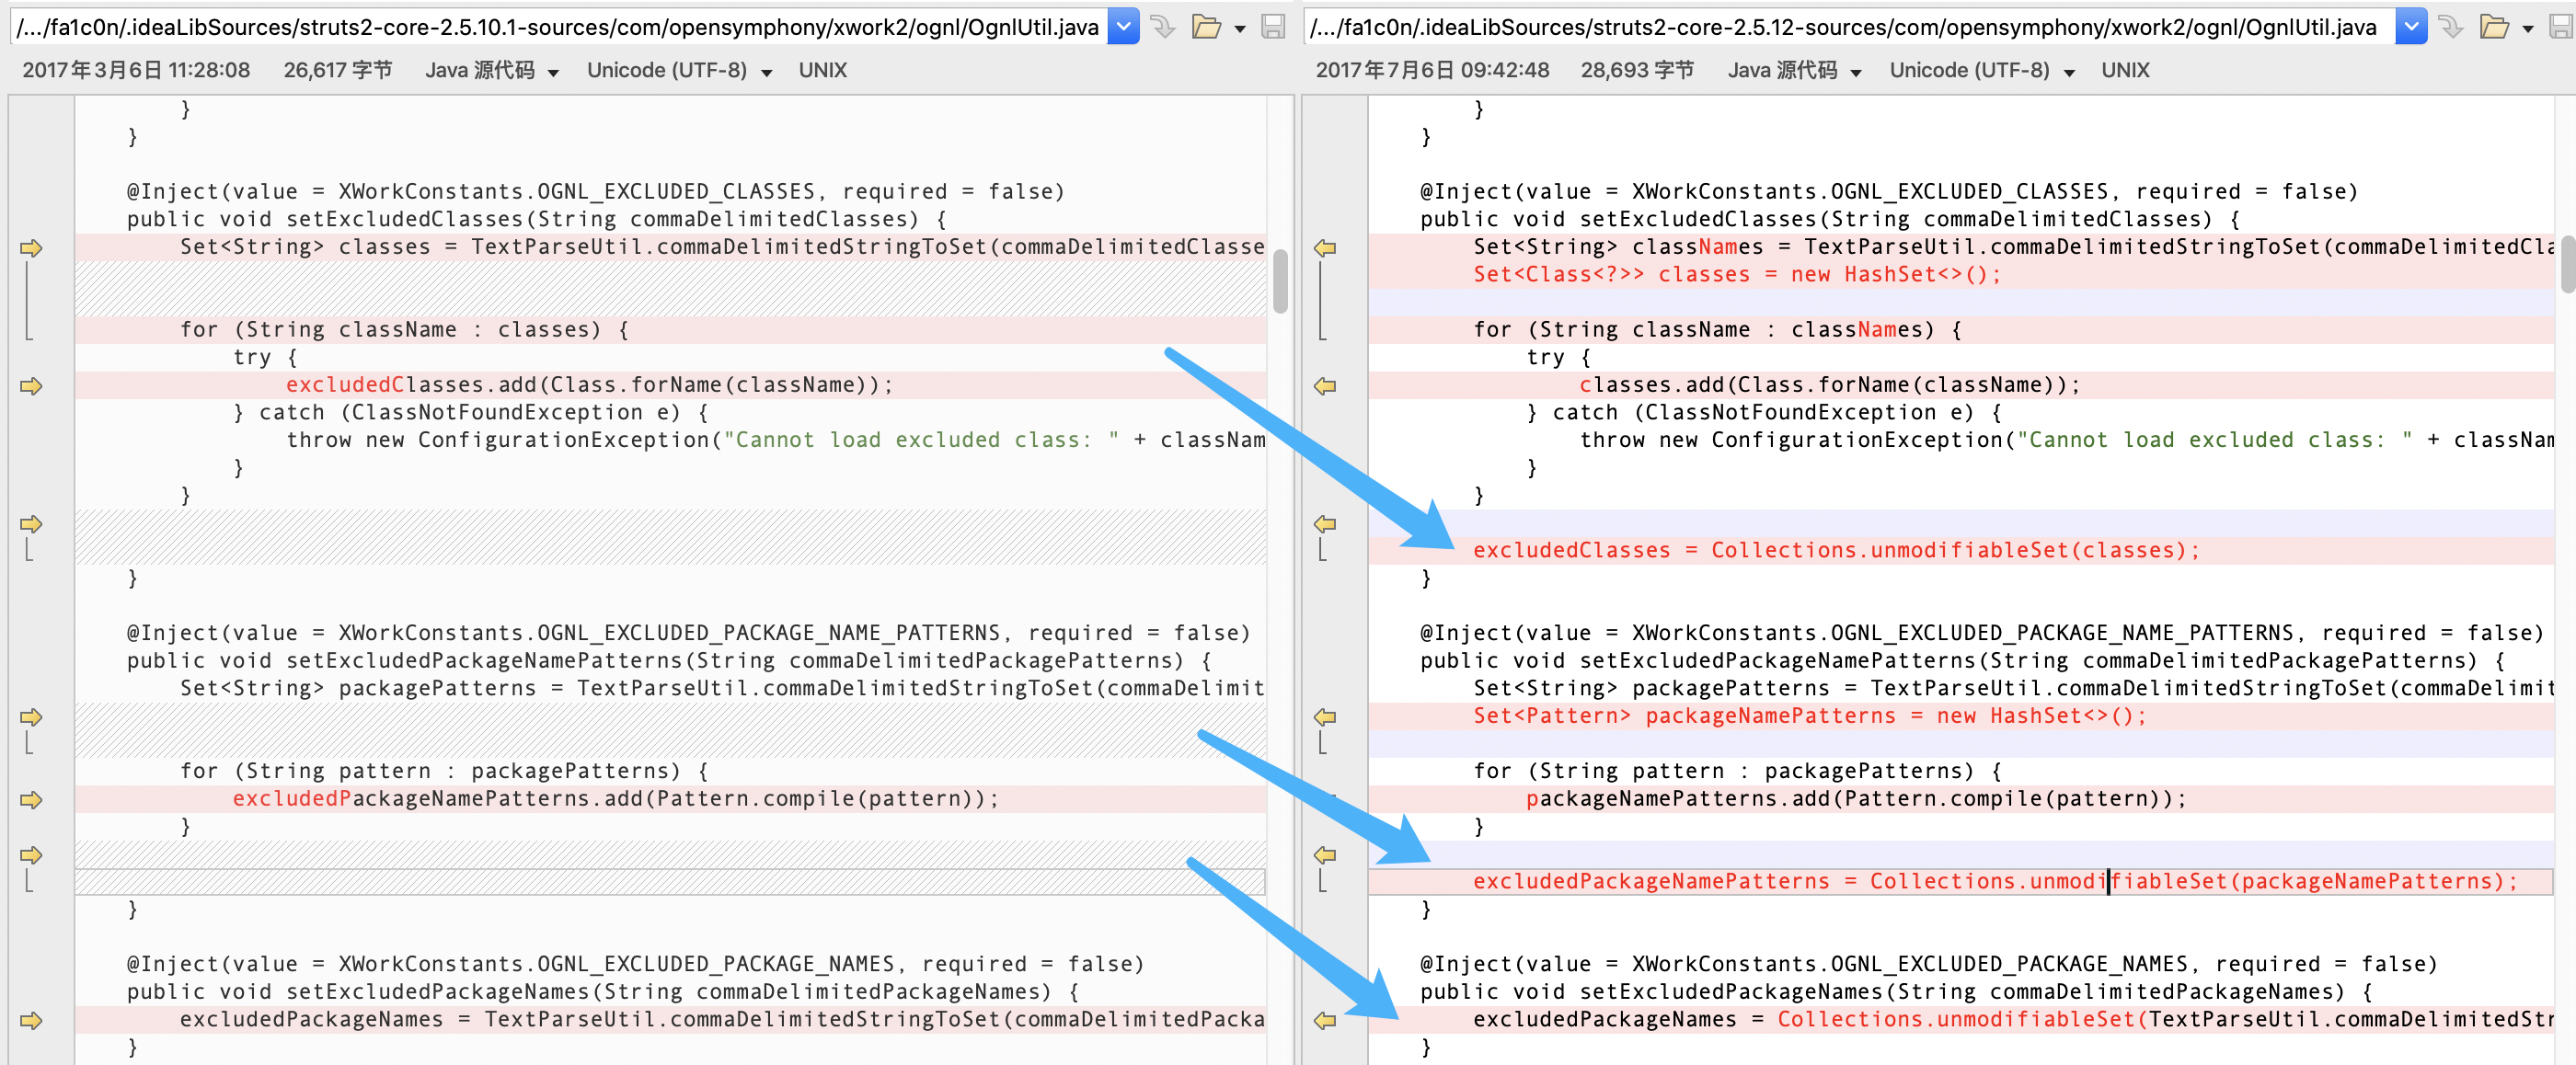 /.../fa1c0n/.ideaLibSources/struts2-core-2.5.10.1-sources/com/opensymphony/xwork2/ognl/OgnlUtil.java
2017年3月6日 11:28:08 26,617 字节 Java 源代码 Unicode (UTF-8) UNIX
}
}
@Inject(value = XWorkConstants.OGNL_EXCLUDED_CLASSES, required = false)
public void setExcludedClasses(String commaDelimitedClasses) {
Set<String> classes = TextParseUtil.commaDelimitedStringToSet(commaDelimitedClasse
for (String className : classes) {
try {
excludedClasses.add(Class.forName(className));
} catch (ClassNotFoundException e) {
throw new ConfigurationException("Cannot load excluded class: " + classNam
}
}
}
@Inject(value = XWorkConstants.OGNL_EXCLUDED_PACKAGE_NAME_PATTERNS, required = false)
public void setExcludedPackageNamePatterns(String commaDelimitedPackagePatterns) {
Set<String> packagePatterns = TextParseUtil.commaDelimitedStringToSet(commaDelimit
for (String pattern : packagePatterns) {
excludedPackageNamePatterns.add(Pattern.compile(pattern));
}
}
@Inject(value = XWorkConstants.OGNL_EXCLUDED_PACKAGE_NAMES, required = false)
public void setExcludedPackageNames(String commaDelimitedPackageNames) {
excludedPackageNames = TextParseUtil.commaDelimitedStringToSet(commaDelimitedPacka
}
/.../fa1c0n/.ideaLibSources/struts2-core-2.5.12-sources/com/opensymphony/xwork2/ognl/OgnlUtil.java
2017年7月6日 09:42:48 28,693 字节 Java 源代码 Unicode (UTF-8) UNIX
}
}
@Inject(value = XWorkConstants.OGNL_EXCLUDED_CLASSES, required = false)
public void setExcludedClasses(String commaDelimitedClasses) {
Set<String> classNames = TextParseUtil.commaDelimitedStringToSet(commaDelimitedCla
Set<Class<?>> classes = new HashSet<>();
for (String className : classNames) {
try {
classes.add(Class.forName(className));
} catch (ClassNotFoundException e) {
throw new ConfigurationException("Cannot load excluded class: " + classNam
}
}
excludedClasses = Collections.unmodifiableSet(classes);
}
@Inject(value = XWorkConstants.OGNL_EXCLUDED_PACKAGE_NAME_PATTERNS, required = false)
public void setExcludedPackageNamePatterns(String commaDelimitedPackagePatterns) {
Set<String> packagePatterns = TextParseUtil.commaDelimitedStringToSet(commaDelimit
Set<Pattern> packageNamePatterns = new HashSet<>();
for (String pattern : packagePatterns) {
packageNamePatterns.add(Pattern.compile(pattern));
}
excludedPackageNamePatterns = Collections.unmodifiableSet(packageNamePatterns);
}
@Inject(value = XWorkConstants.OGNL_EXCLUDED_PACKAGE_NAMES, required = false)
public void setExcludedPackageNames(String commaDelimitedPackageNames) {
excludedPackageNames = Collections.unmodifiableSet(TextParseUtil.commaDelimitedStr
}